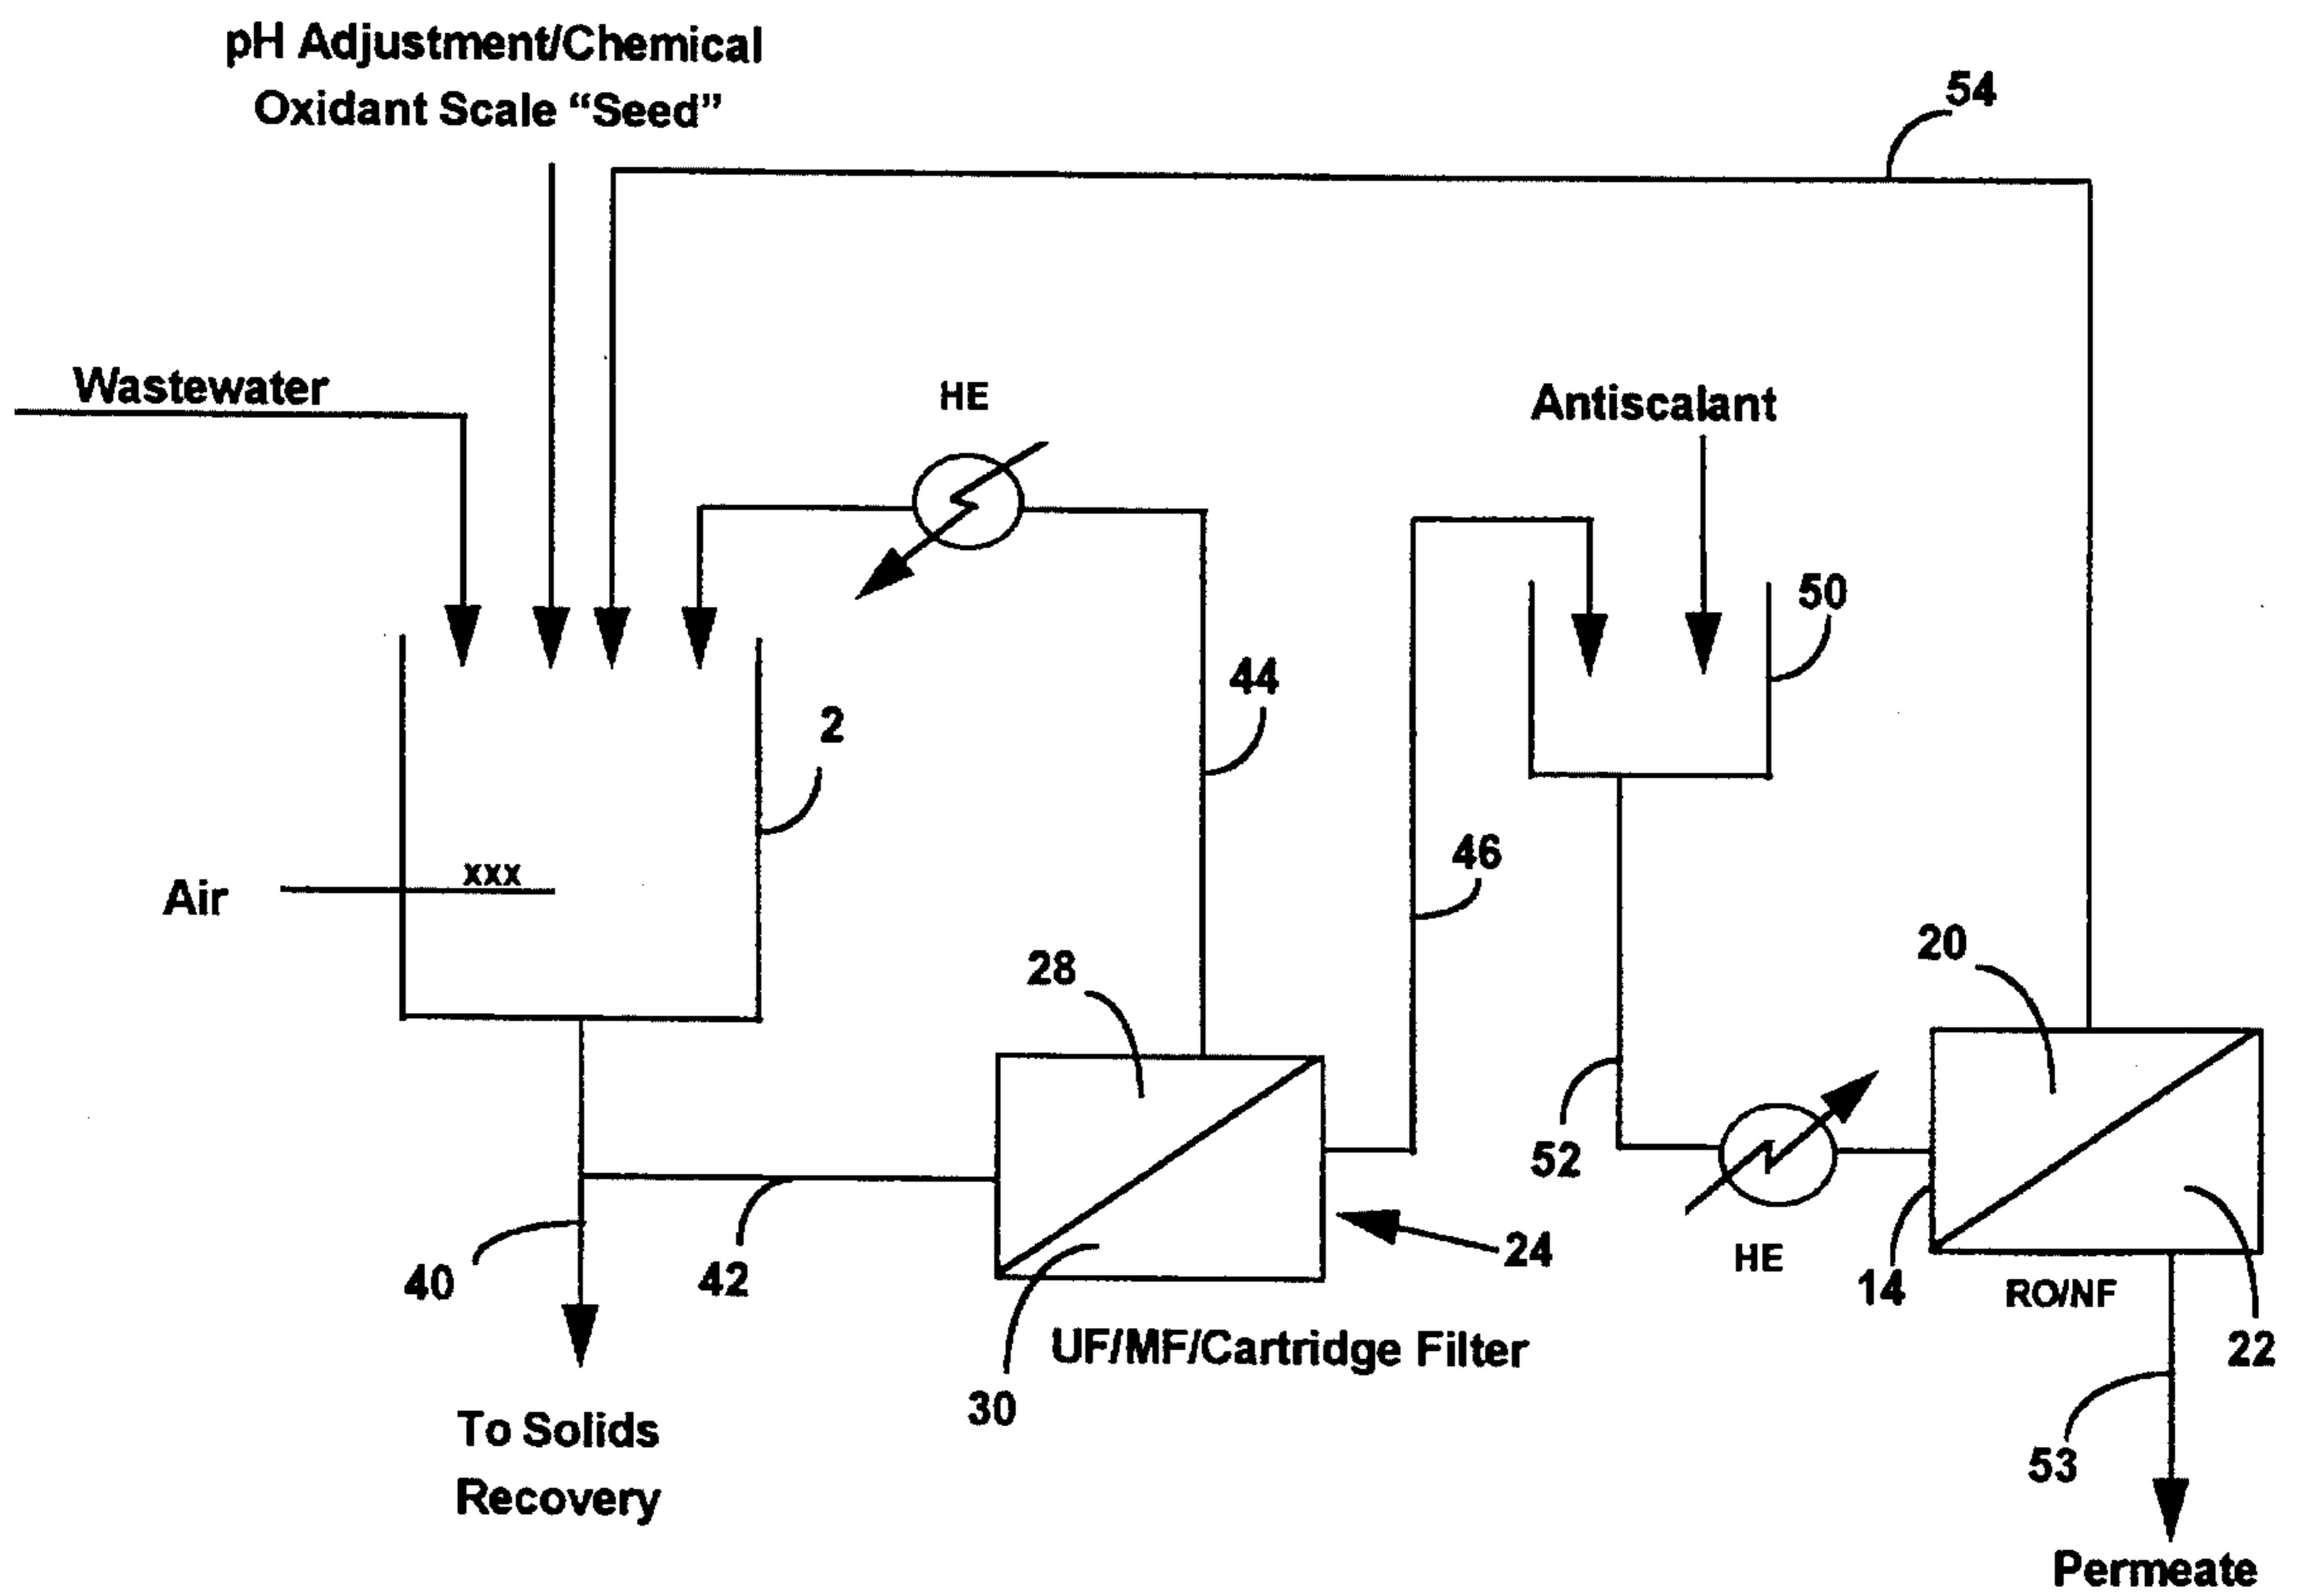 pH Adjustment/Chemical
Oxidant Scale “Seed”
54
Wastewater
HE
Antiscalant
50
44
2
46
xxx
Air
20
28
52
24
HE
14
40
42
RO/NF
22
UF/MF/Cartridge Filter
30
To Solids
Recovery
53
Permeate